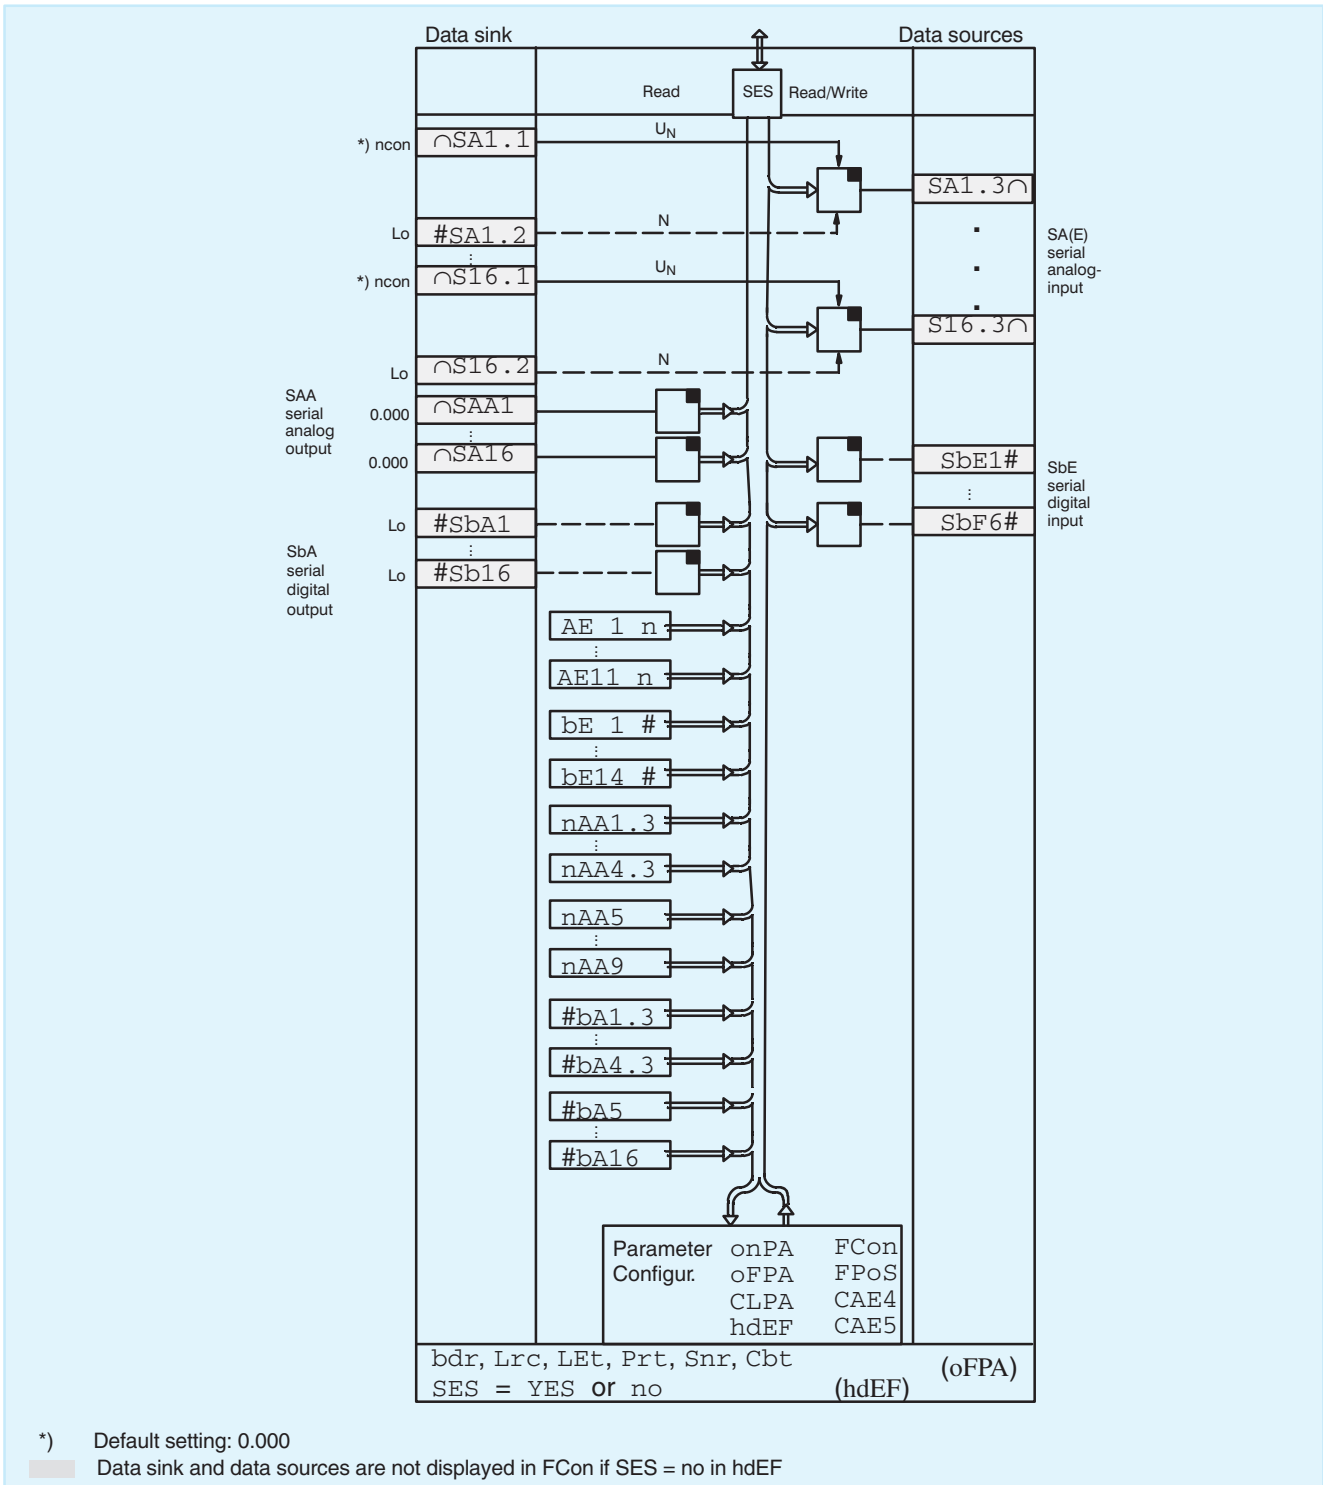 Data sink
Data sources
Read
SES
Read/Write
*) ncon
∩SA1.1
UN
SA1.3∩
Lo
#SA1.2
N
SA(E)
serial
analog-
input
*) ncon
∩S16.1
UN
S16.3∩
Lo
∩S16.2
N
SAA
serial
analog
output
0.000
∩SAA1
0.000
∩SA16
SbE1#
SbE
serial
digital
input
SbF6#
Lo
#SbA1
SbA
serial
digital
output
Lo
#Sb16
AE 1 n
AE11 n
bE 1 #
bE14 #
nAA1.3
nAA4.3
nAA5
nAA9
#bA1.3
#bA4.3
#bA5
#bA16
Parameter onPA FCon
Configur. oFPA FPoS
CLPA CAE4
hdEF CAE5
bdr, Lrc, LEt, Prt, Snr, Cbt
SES = YES or no (hdEF)
(oFPA)
*) Default setting: 0.000
Data sink and data sources are not displayed in FCon if SES = no in hdEF